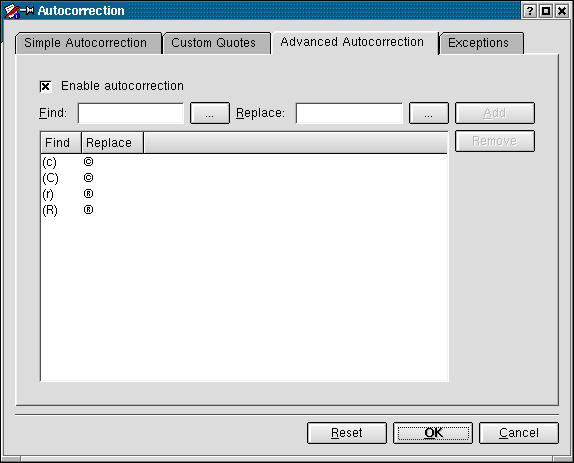 Autocorrection
Simple Autocorrection Custom Quotes Advanced Autocorrection Exceptions
Enable autocorrection
Find: ... Replace: ... Add
Remove
Find Replace
(c) ©
(C) ©
(r) ®
(R) ®
Reset OK Cancel